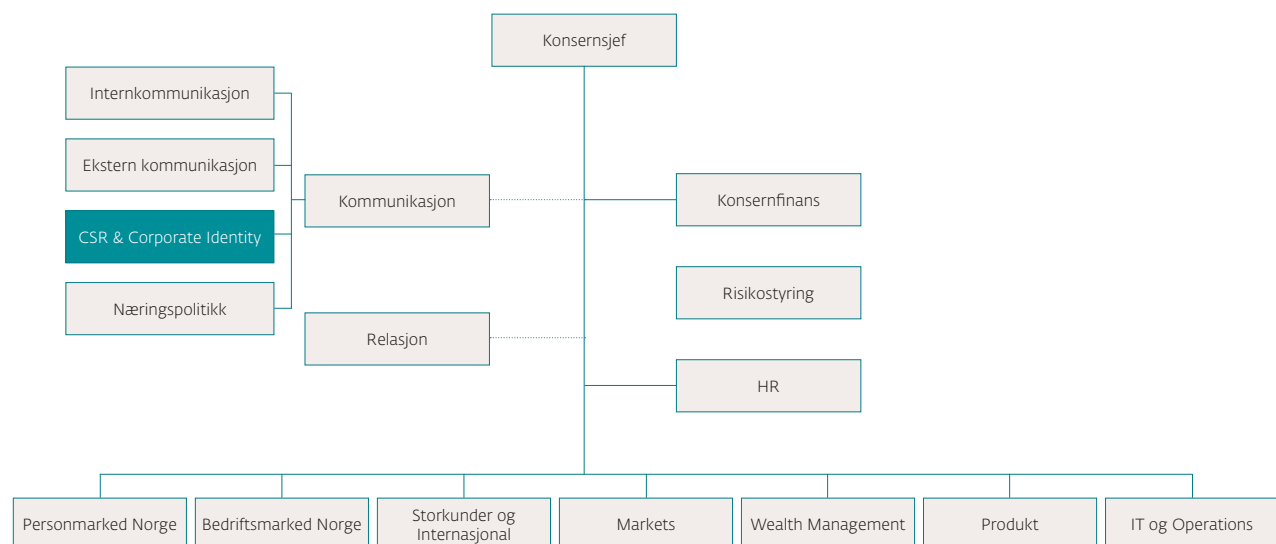 Konsernsjef
Internkommunikasjon
Ekstern kommunikasjon
Kommunikasjon
Konsernfinans
CSR & Corporate Identity
Risikostyring
Næringspolitikk
Relasjon
HR
Personmarked Norge
Bedriftsmarked Norge
Storkunder og
Internasjonal
Markets
Wealth Management
Produkt
IT og Operations